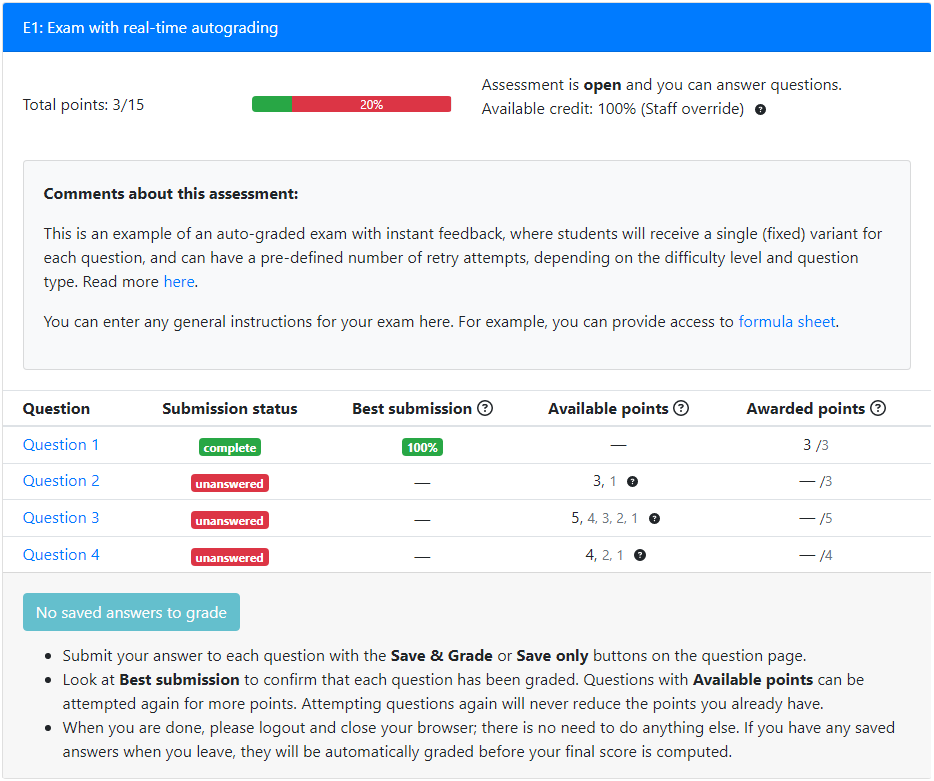 E1: Exam with real-time autograding
Total points: 3/15
20%
Assessment is open and you can answer questions.
Available credit: 100% (Staff override) ?
Comments about this assessment:
This is an example of an auto-graded exam with instant feedback, where students will receive a single (fixed) variant for
each question, and can have a pre-defined number of retry attempts, depending on the difficulty level and question
type. Read more here.
You can enter any general instructions for your exam here. For example, you can provide access to formula sheet.
Question Submission status Best submission ? Available points ? Awarded points ?
Question 1 complete 100% — 3 /3
Question 2 unanswered — 3, 1 ? — /3
Question 3 unanswered — 5, 4, 3, 2, 1 ? — /5
Question 4 unanswered — 4, 2, 1 ? — /4
No saved answers to grade
• Submit your answer to each question with the Save & Grade or Save only buttons on the question page.
• Look at Best submission to confirm that each question has been graded. Questions with Available points can be
attempted again for more points. Attempting questions again will never reduce the points you already have.
• When you are done, please logout and close your browser; there is no need to do anything else. If you have any saved
answers when you leave, they will be automatically graded before your final score is computed.